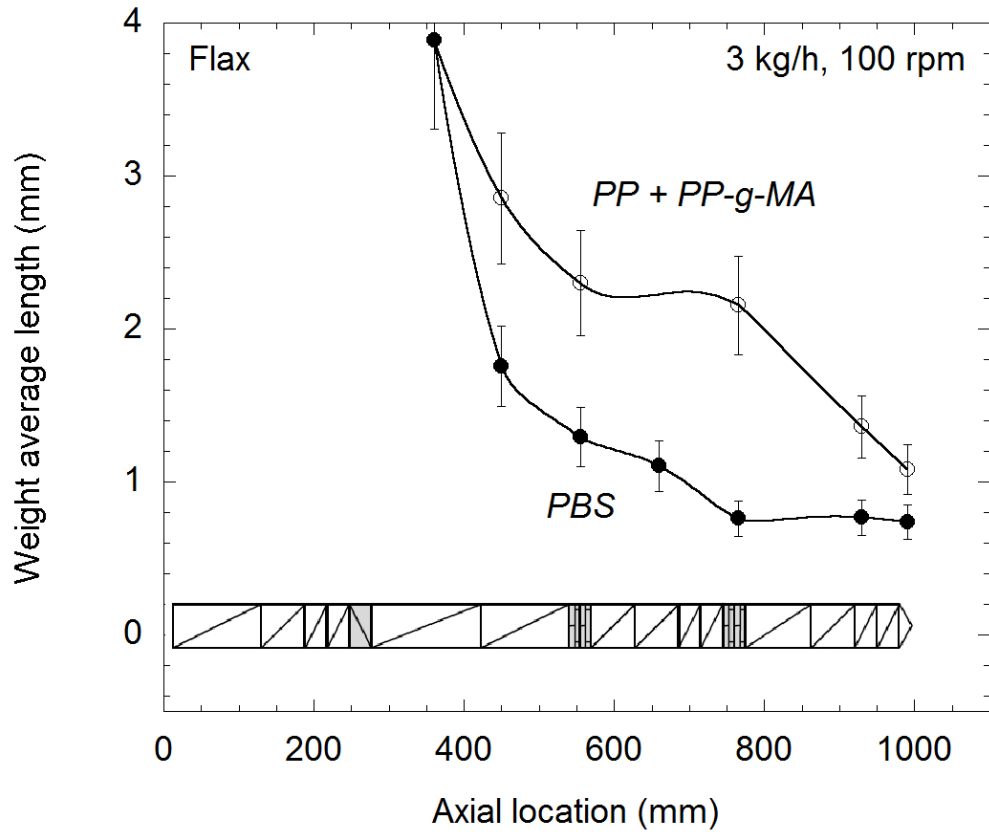 4
Flax
3 kg/h, 100 rpm
3
PP + PP-g-MA
2
1
PBS
0
0 200 400 600 800 1000
Axial location (mm)
Weight average length (mm)